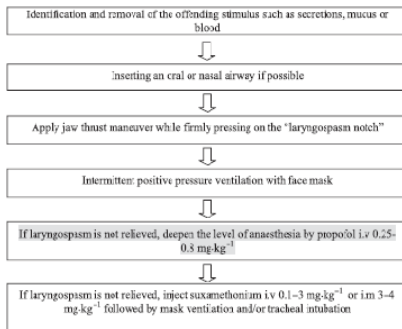 Identification and removal of the offending stimulus such as secretions, mucus or
blood
Inserting an oral or nasal airway if possible
Apply jaw thrust maneuver while firmly pressing on the "laryngospasm notch"
Intermittent positive pressure ventilation with face mask
If laryngospasm is not relieved, deepen the level of anaesthesia by propofol i.v 0.25-
0.8 mg·kg⁻¹
If laryngospasm is not relieved, inject suxamethonium i.v 0.1–3 mg·kg⁻¹ or i.m 3–4
mg·kg⁻¹ followed by mask ventilation and/or tracheal intubation